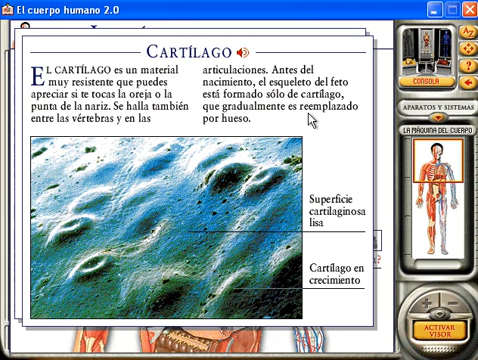 El cuerpo humano 2.0
CARTÍLAGO
EL CARTÍLAGO es un material
muy resistente que puedes
apreciar si te tocas la oreja o la
punta de la nariz. Se halla también
entre las vértebras y en las
articulaciones. Antes del
nacimiento, el esqueleto del feto
está formado sólo de cartílago,
que gradualmente es reemplazado
por hueso.
Superficie
cartilaginosa
lisa
Cartílago en
crecimiento
CONSOLA
APARATOS Y SISTEMAS
LA MÁQUINA DEL CUERPO
ACTIVAR
VISOR